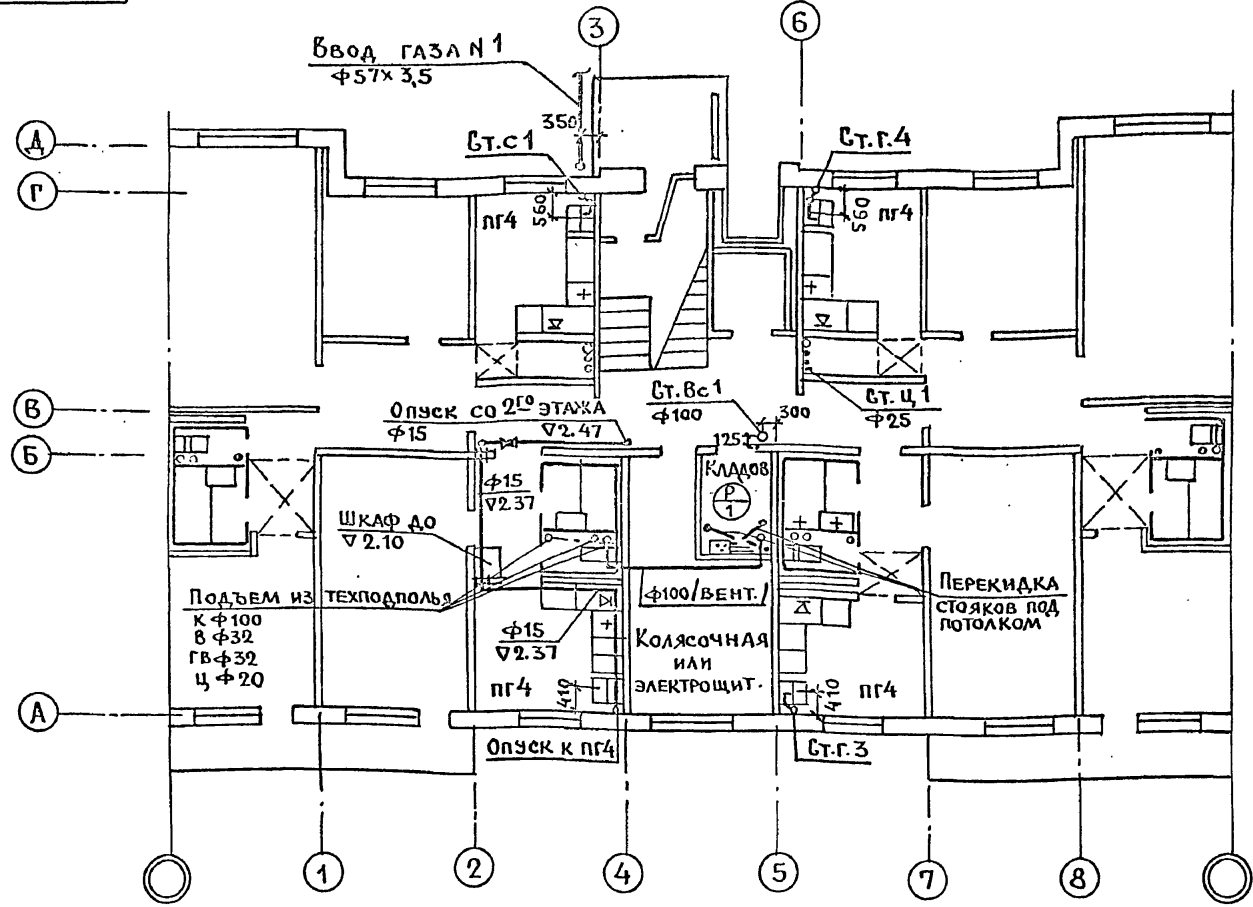 3
6
Ввод газа N1
Ф57×3,5
350
Ст.с1
Ст.г.4
Д
Г
560
пг4
560
пг4
Ст.Вс1
Ф100
300
Ст.Ц1
Ф25
В
Б
Опуск со 2го этажа
Ф15
▽2.47
125
Кладов
Р
1
Ф15
▽2.37
Шкаф до
▽2.10
Подъем из техподполья
К Ф100
В Ф32
ГВ Ф32
Ц Ф20
Ф100/вент./
Перекидка
стояков под
потолком
Ф15
▽2.37
Колясочная
или
электрощит.
пг4
410
410
пг4
А
Опуск к пг4
Ст.г.3
1
2
4
5
7
8